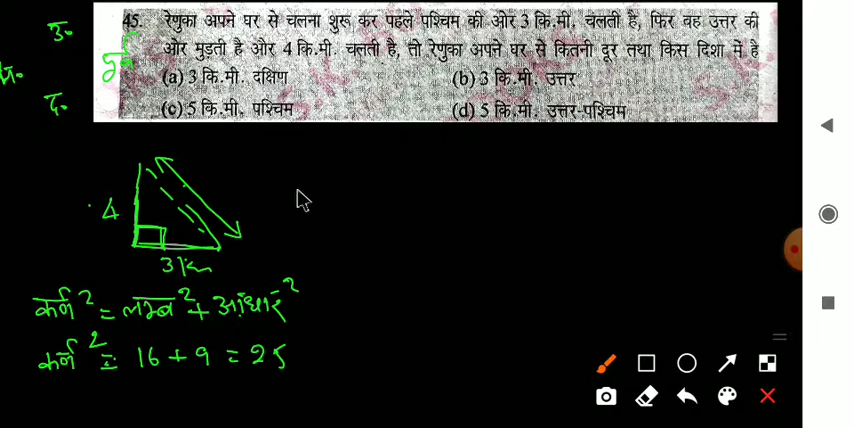 45. रेणुका अपने घर से चलना शुरू कर पहले पश्चिम की ओर 3 कि.मी. चलती है, फिर वह उत्तर की
ओर मुड़ती है और 4 कि.मी. चलती है, तो रेणुका अपने घर से कितनी दूर तथा किस दिशा में है
(a) 3 कि.मी. दक्षिण (b) 3 कि.मी. उत्तर
(c) 5 कि.मी. पश्चिम (d) 5 कि.मी. उत्तर-पश्चिम
उ.
द.
4
3 km
कर्ण² = लम्ब² + आधार²
कर्ण² = 16 + 9 = 25